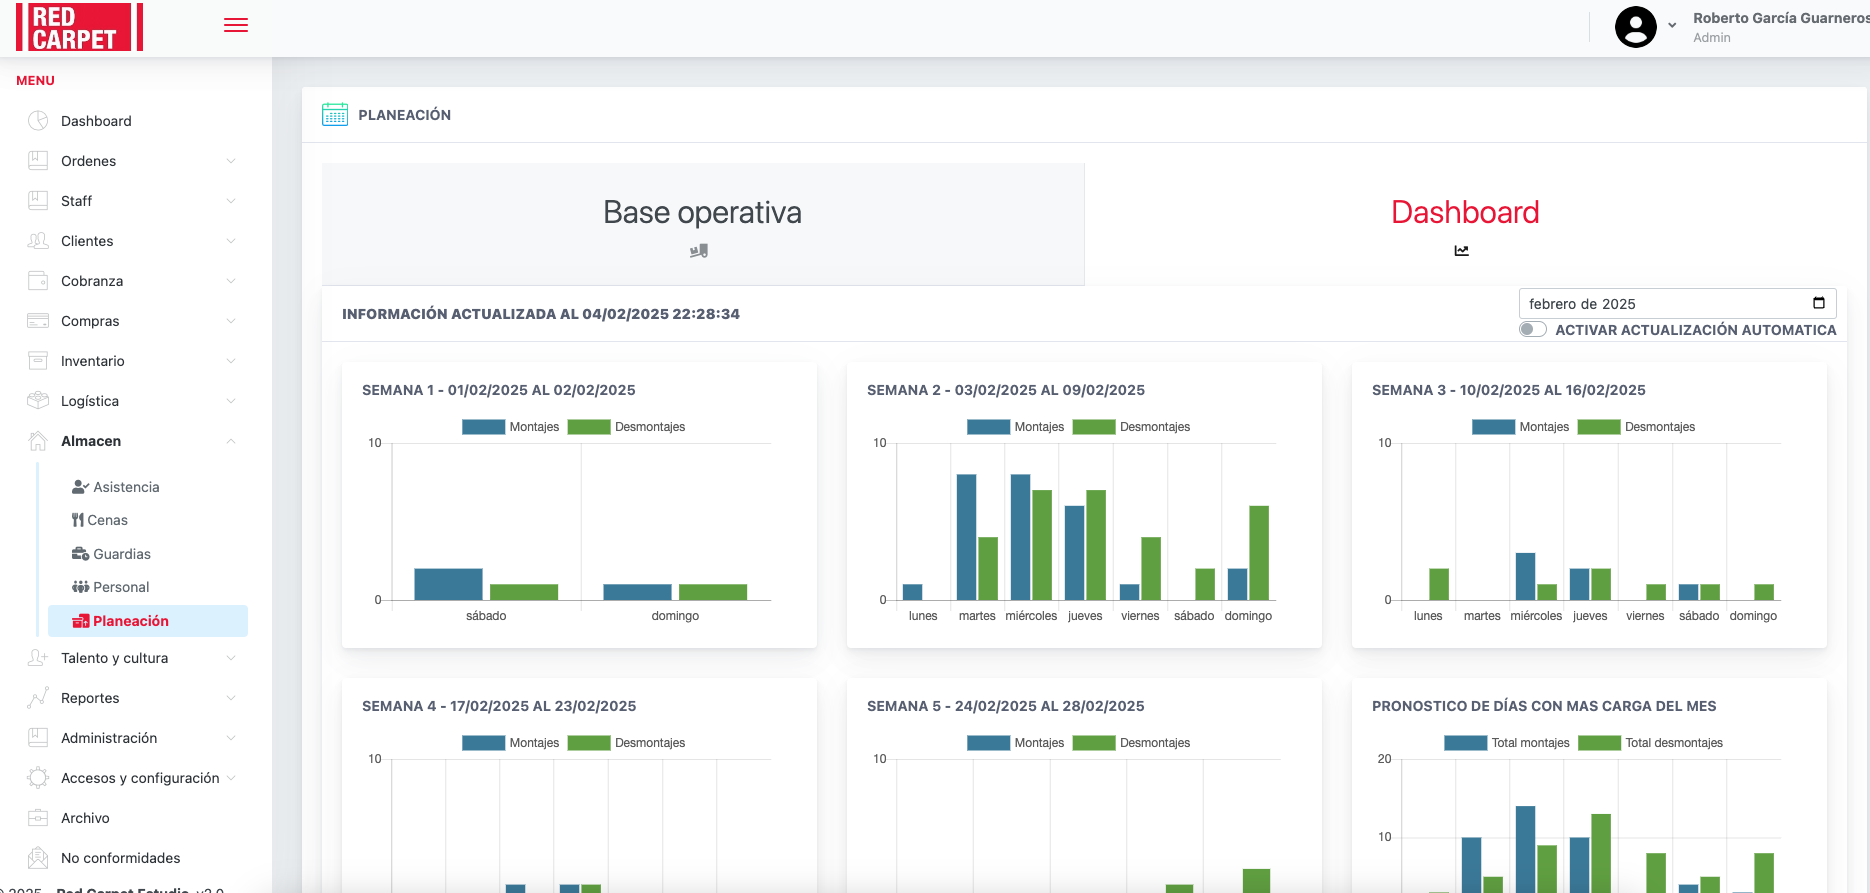 RED
CARPET
Roberto García Guarneros
Admin
MENU
Dashboard
Ordenes
Staff
Clientes
Cobranza
Compras
Inventario
Logística
Almacen
Asistencia
Cenas
Guardias
Personal
Planeación
Talento y cultura
Reportes
Administración
Accesos y configuración
Archivo
No conformidades
© 2025 Red Carpet Estudio v2.0
PLANEACIÓN
Base operativa
Dashboard
INFORMACIÓN ACTUALIZADA AL 04/02/2025 22:28:34
febrero de 2025
ACTIVAR ACTUALIZACIÓN AUTOMATICA
SEMANA 1 - 01/02/2025 AL 02/02/2025
Montajes Desmontajes
10
0
sábado domingo
SEMANA 2 - 03/02/2025 AL 09/02/2025
Montajes Desmontajes
10
0
lunes martes miércoles jueves viernes sábado domingo
SEMANA 3 - 10/02/2025 AL 16/02/2025
Montajes Desmontajes
10
0
lunes martes miércoles jueves viernes sábado domingo
SEMANA 4 - 17/02/2025 AL 23/02/2025
Montajes Desmontajes
10
SEMANA 5 - 24/02/2025 AL 28/02/2025
Montajes Desmontajes
10
PRONOSTICO DE DÍAS CON MAS CARGA DEL MES
Total montajes Total desmontajes
20
10